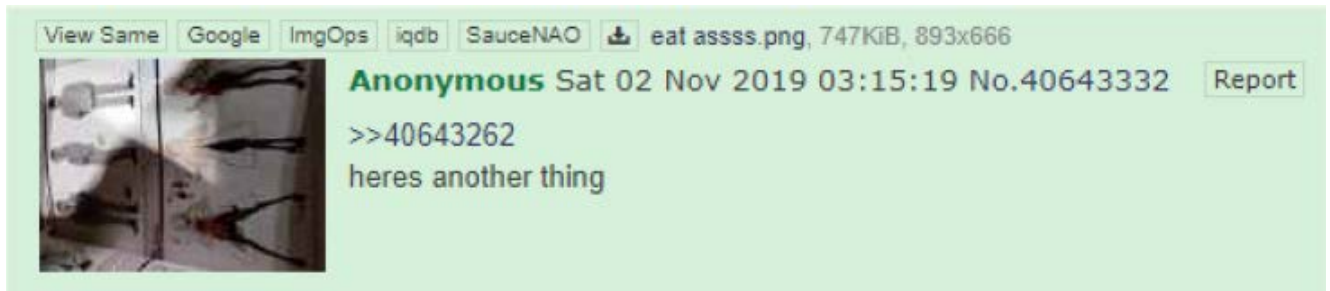 View Same Google ImgOps iqdb SauceNAO eat assss.png, 747KiB, 893x666
Anonymous Sat 02 Nov 2019 03:15:19 No.40643332 Report
>>40643262
heres another thing